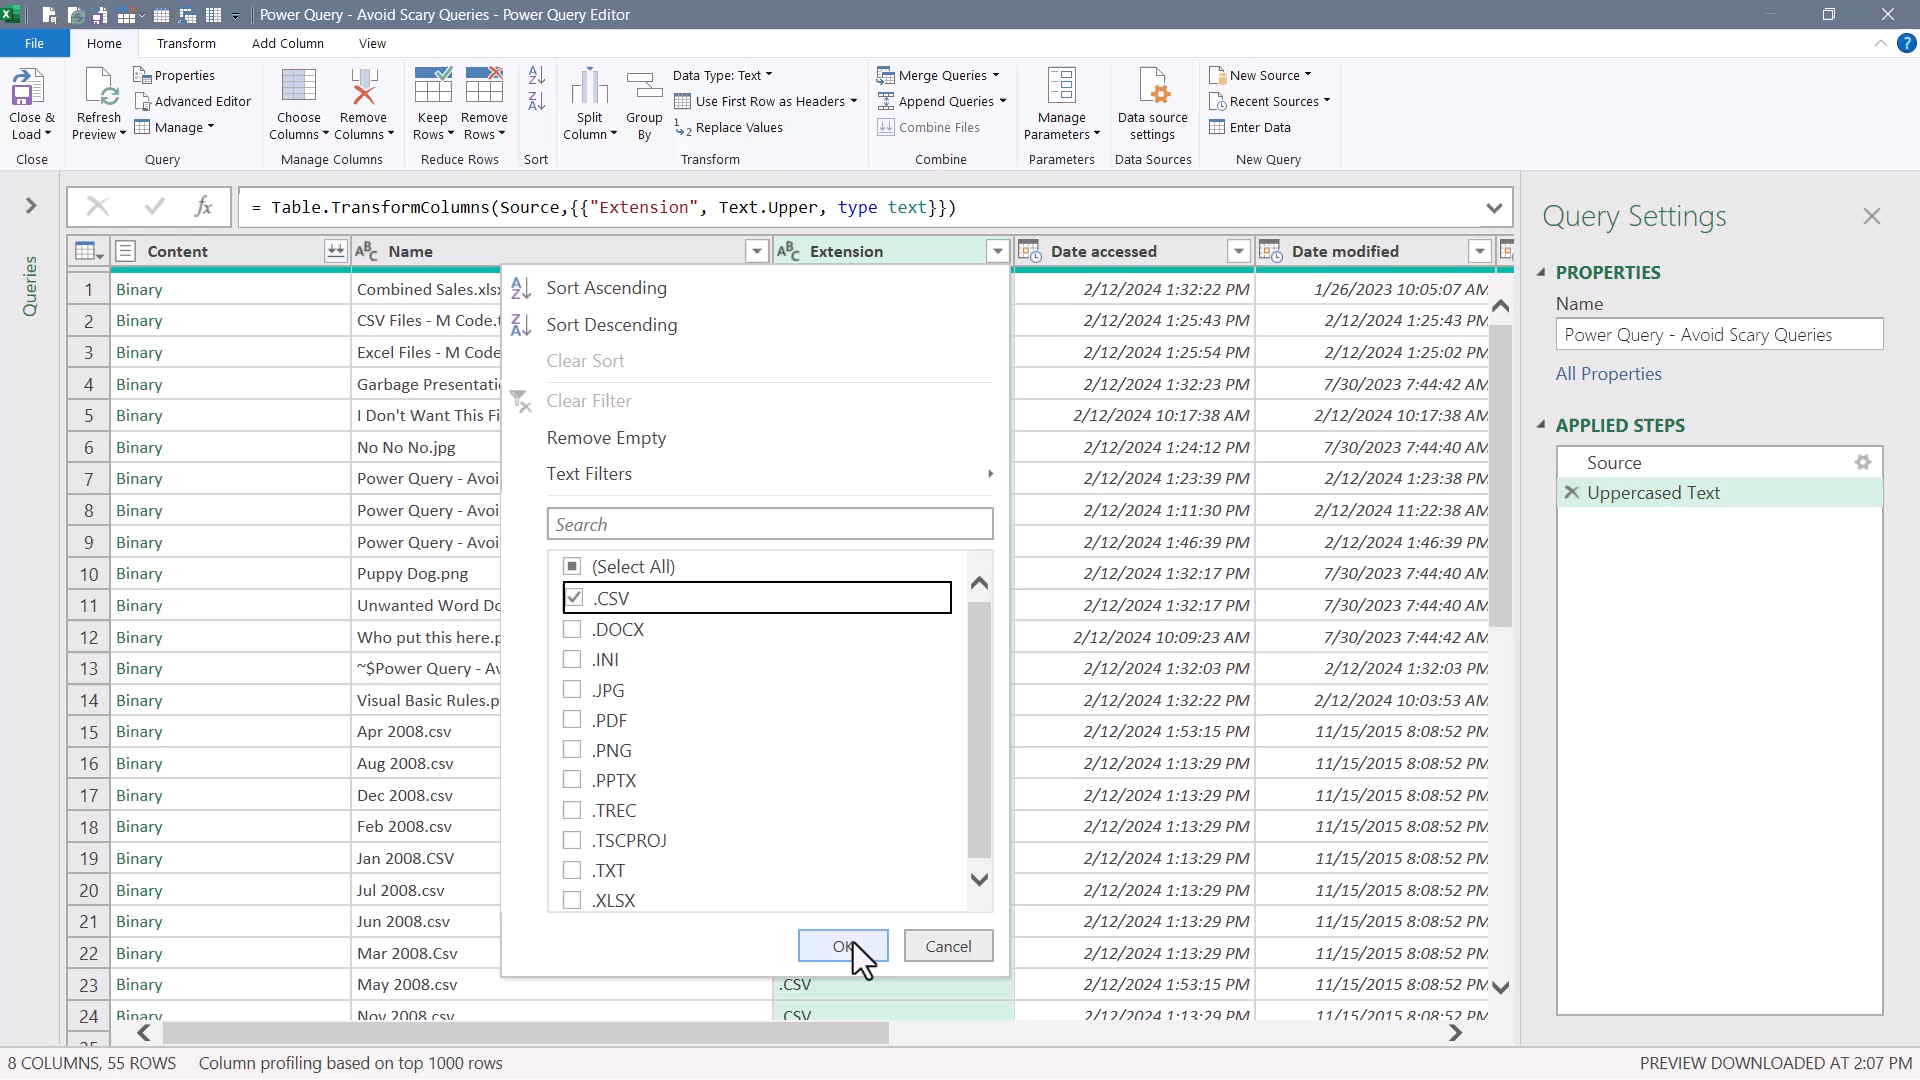 Power Query - Avoid Scary Queries - Power Query Editor
File Home Transform Add Column View
Close & Load
Refresh Preview
Properties
Advanced Editor
Manage
Choose Columns
Remove Columns
Keep Rows
Remove Rows
Split Column
Group By
Data Type: Text
Use First Row as Headers
Replace Values
Merge Queries
Append Queries
Combine Files
Manage Parameters
Data source settings
New Source
Recent Sources
Enter Data
Close Query Manage Columns Reduce Rows Sort Transform Combine Parameters Data Sources New Query
Queries
fx = Table.TransformColumns(Source,{{"Extension", Text.Upper, type text}})
Content Name Extension Date accessed Date modified
1 Binary Combined Sales.xlsx 2/12/2024 1:32:22 PM 1/26/2023 10:05:07 AM
2 Binary CSV Files - M Code. 2/12/2024 1:25:43 PM 2/12/2024 1:25:43 PM
3 Binary Excel Files - M Code 2/12/2024 1:25:54 PM 2/12/2024 1:25:02 PM
4 Binary Garbage Presentati 2/12/2024 1:32:23 PM 7/30/2023 7:44:42 AM
5 Binary I Don't Want This Fi 2/12/2024 10:17:38 AM 2/12/2024 10:17:38 AM
6 Binary No No No.jpg 2/12/2024 1:24:12 PM 7/30/2023 7:44:40 AM
7 Binary Power Query - Avoi 2/12/2024 1:23:39 PM 2/12/2024 1:23:38 PM
8 Binary Power Query - Avoi 2/12/2024 1:11:30 PM 2/12/2024 11:22:38 AM
9 Binary Power Query - Avoi 2/12/2024 1:46:39 PM 2/12/2024 1:46:39 PM
10 Binary Puppy Dog.png 2/12/2024 1:32:17 PM 7/30/2023 7:44:40 AM
11 Binary Unwanted Word Do 2/12/2024 1:32:17 PM 7/30/2023 7:44:40 AM
12 Binary Who put this here.p 2/12/2024 10:09:23 AM 7/30/2023 7:44:42 AM
13 Binary ~$Power Query - Av 2/12/2024 1:32:03 PM 2/12/2024 1:32:03 PM
14 Binary Visual Basic Rules.p 2/12/2024 1:32:22 PM 2/12/2024 10:03:53 AM
15 Binary Apr 2008.csv 2/12/2024 1:53:15 PM 11/15/2015 8:08:52 PM
16 Binary Aug 2008.csv 2/12/2024 1:13:29 PM 11/15/2015 8:08:52 PM
17 Binary Dec 2008.csv 2/12/2024 1:13:29 PM 11/15/2015 8:08:52 PM
18 Binary Feb 2008.csv 2/12/2024 1:13:29 PM 11/15/2015 8:08:52 PM
19 Binary Jan 2008.CSV 2/12/2024 1:13:29 PM 11/15/2015 8:08:52 PM
20 Binary Jul 2008.csv 2/12/2024 1:13:29 PM 11/15/2015 8:08:52 PM
21 Binary Jun 2008.csv 2/12/2024 1:13:29 PM 11/15/2015 8:08:52 PM
22 Binary Mar 2008.Csv 2/12/2024 1:13:29 PM 11/15/2015 8:08:52 PM
23 Binary May 2008.csv .CSV 2/12/2024 1:53:15 PM 11/15/2015 8:08:52 PM
24 Binary Nov 2008.csv .CSV 2/12/2024 1:13:29 PM 11/15/2015 8:08:52 PM
Sort Ascending
Sort Descending
Clear Sort
Clear Filter
Remove Empty
Text Filters
Search
(Select All)
.CSV
.DOCX
.INI
.JPG
.PDF
.PNG
.PPTX
.TREC
.TSCPROJ
.TXT
.XLSX
OK Cancel
Query Settings
PROPERTIES
Name
Power Query - Avoid Scary Queries
All Properties
APPLIED STEPS
Source
Uppercased Text
8 COLUMNS, 55 ROWS Column profiling based on top 1000 rows PREVIEW DOWNLOADED AT 2:07 PM